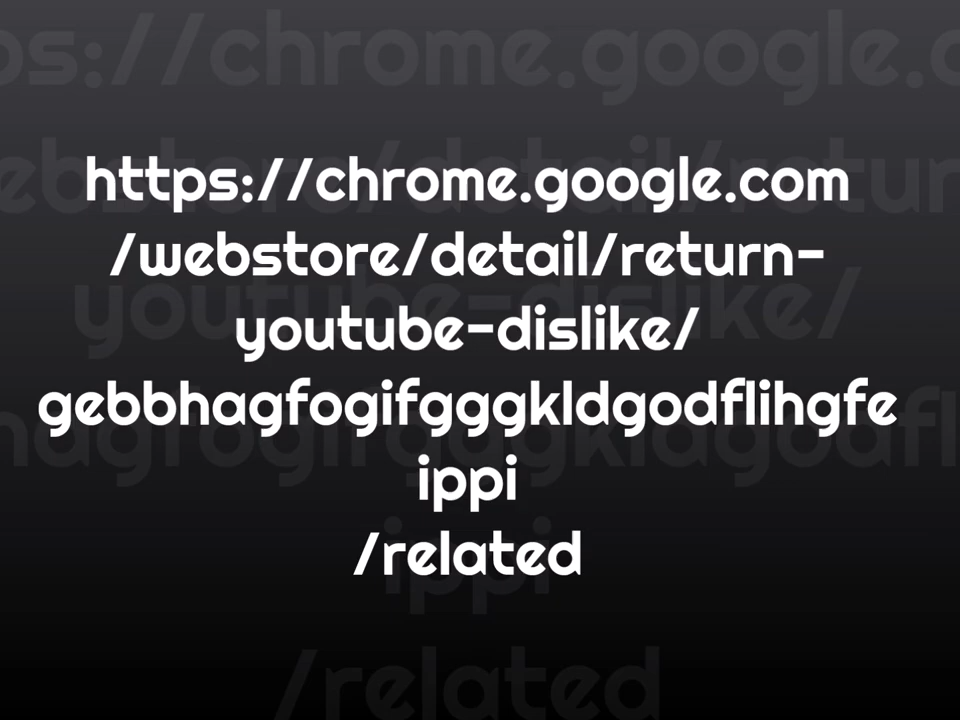 https://chrome.google.com
/webstore/detail/return-
youtube-dislike/
gebbhagfogifgggkldgodflihgfe
ippi
/related